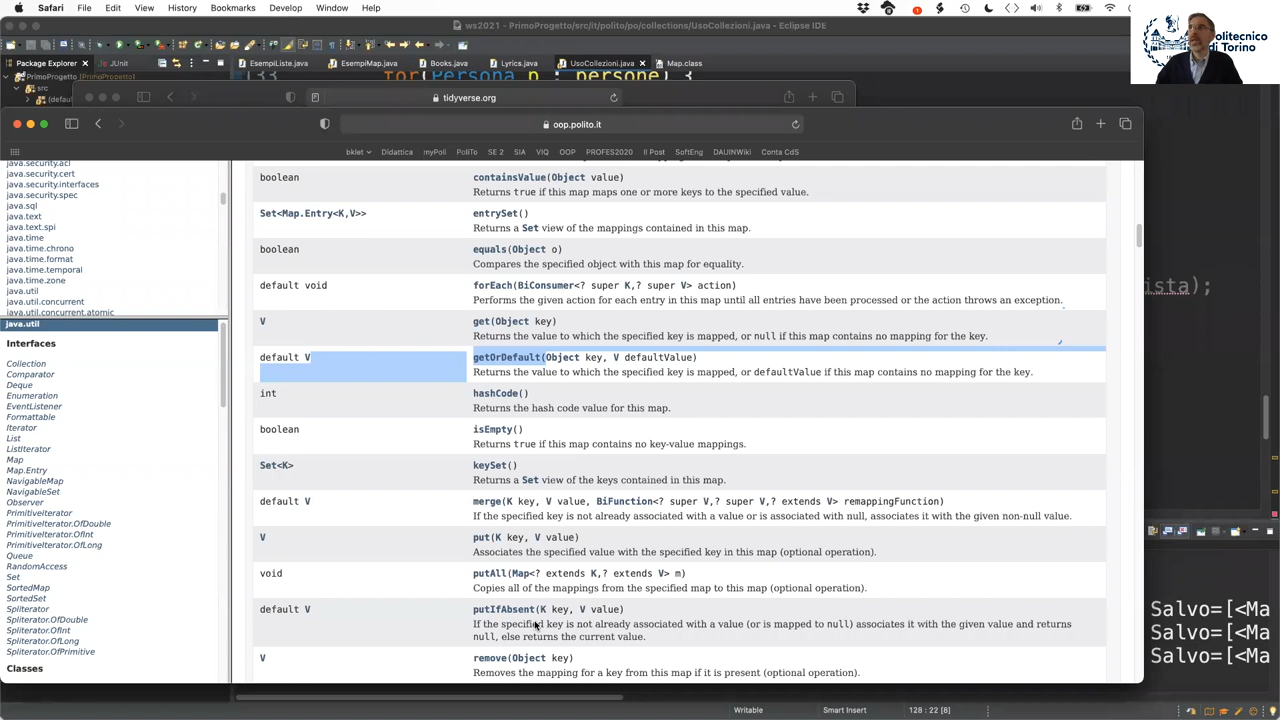 Safari File Edit View History Bookmarks Develop Window Help
Politecnico
di Torino
ws2021 - PrimoProgetto/src/it/polito/po/collections/UsoCollezioni.java - Eclipse IDE
Package Explorer JUnit EsempiListe.java EsempiMap.java Books.java Lyrics.java UsoCollezioni.java Map.class
PrimoProgetto
src
for(Persona p : persone)
tidyverse.org
oop.polito.it
bklet Didattica myPoli PoliTo SE 2 SIA VIQ OOP PROFES2020 Il Post SoftEng DAUINWiki Conta CdS
java.security.acl
java.security.cert
java.security.interfaces
java.security.spec
java.sql
java.text
java.text.spi
java.time
java.time.chrono
java.time.format
java.time.temporal
java.time.zone
java.util
java.util.concurrent
java.util.concurrent.atomic
java.util
Interfaces
Collection
Comparator
Deque
Enumeration
EventListener
Formattable
Iterator
List
ListIterator
Map
Map.Entry
NavigableMap
NavigableSet
Observer
PrimitiveIterator
PrimitiveIterator.OfDouble
PrimitiveIterator.OfInt
PrimitiveIterator.OfLong
Queue
RandomAccess
Set
SortedMap
SortedSet
Spliterator
Spliterator.OfDouble
Spliterator.OfInt
Spliterator.OfLong
Spliterator.OfPrimitive
Classes
boolean containsValue(Object value)
Returns true if this map maps one or more keys to the specified value.
Set<Map.Entry<K,V>> entrySet()
Returns a Set view of the mappings contained in this map.
boolean equals(Object o)
Compares the specified object with this map for equality.
default void forEach(BiConsumer<? super K,? super V> action)
Performs the given action for each entry in this map until all entries have been processed or the action throws an exception.
V get(Object key)
Returns the value to which the specified key is mapped, or null if this map contains no mapping for the key.
default V getOrDefault(Object key, V defaultValue)
Returns the value to which the specified key is mapped, or defaultValue if this map contains no mapping for the key.
int hashCode()
Returns the hash code value for this map.
boolean isEmpty()
Returns true if this map contains no key-value mappings.
Set<K> keySet()
Returns a Set view of the keys contained in this map.
default V merge(K key, V value, BiFunction<? super V,? super V,? extends V> remappingFunction)
If the specified key is not already associated with a value or is associated with null, associates it with the given non-null value.
V put(K key, V value)
Associates the specified value with the specified key in this map (optional operation).
void putAll(Map<? extends K,? extends V> m)
Copies all of the mappings from the specified map to this map (optional operation).
default V putIfAbsent(K key, V value)
If the specified key is not already associated with a value (or is mapped to null) associates it with the given value and returns
null, else returns the current value.
V remove(Object key)
Removes the mapping for a key from this map if it is present (optional operation).
ista);
Salvo=[<Ma
Salvo=[<Ma
Salvo=[<Ma
Writable Smart Insert 128 : 22 [6]